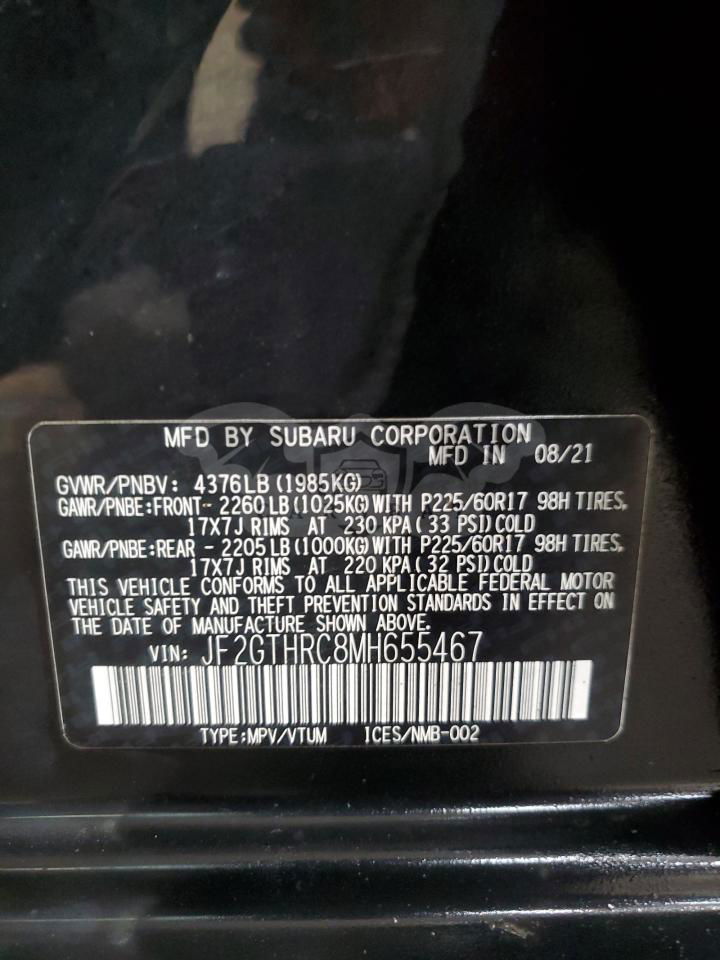 MFD BY SUBARU CORPORATION
MFD IN 08/21
GVWR/PNBV: 4376LB (1985KG)
GAWR/PNBE:FRONT- 2260LB (1025KG) WITH P225/60R17 98H TIRES,
17X7J RIMS AT 230 KPA (33 PSI) COLD
GAWR/PNBE:REAR - 2205LB (1000KG) WITH P225/60R17 98H TIRES,
17X7J RIMS AT 220 KPA (32 PSI) COLD
THIS VEHICLE CONFORMS TO ALL APPLICABLE FEDERAL MOTOR
VEHICLE SAFETY AND THEFT PREVENTION STANDARDS IN EFFECT ON
THE DATE OF MANUFACTURE SHOWN ABOVE.
VIN: JF2GTHRC8MH655467
TYPE:MPV/VTUM ICES/NMB-002